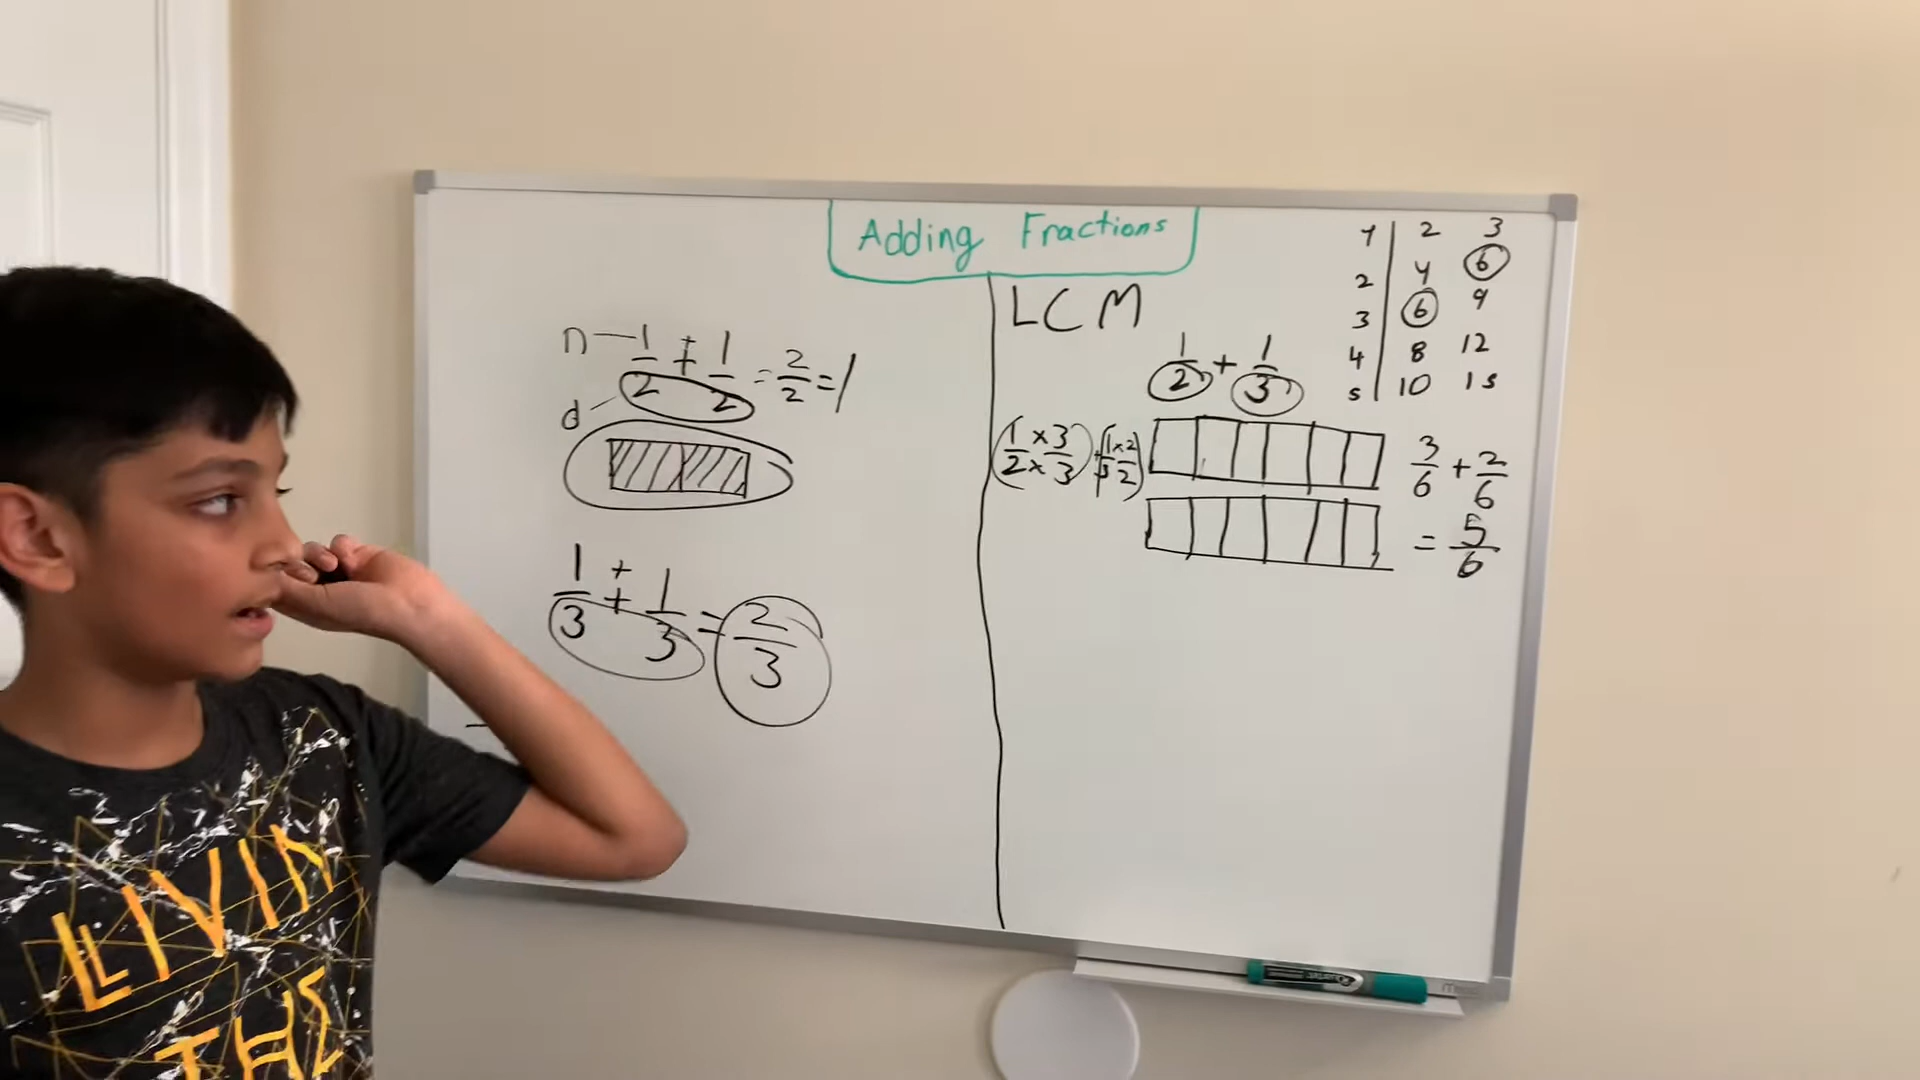 Adding Fractions
n 1/2 + 1/2 = 2/2 = 1
d
1/3 + 1/3 = 2/3
LCM
1/2 + 1/3
(1/2 × 3/3) + (1/3 × 2/2)
3/6 + 2/6
= 5/6
1 2 3
2 4 6
3 6 9
4 8 12
5 10 15
LIVIN
THE